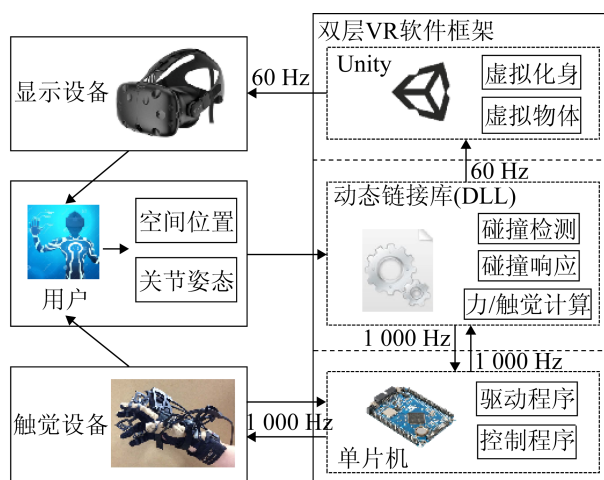 双层VR软件框架
显示设备
60 Hz
Unity
虚拟化身
虚拟物体
60 Hz
用户
空间位置
关节姿态
动态链接库(DLL)
碰撞检测
碰撞响应
力/触觉计算
1 000 Hz
1 000 Hz
触觉设备
1 000 Hz
单片机
驱动程序
控制程序